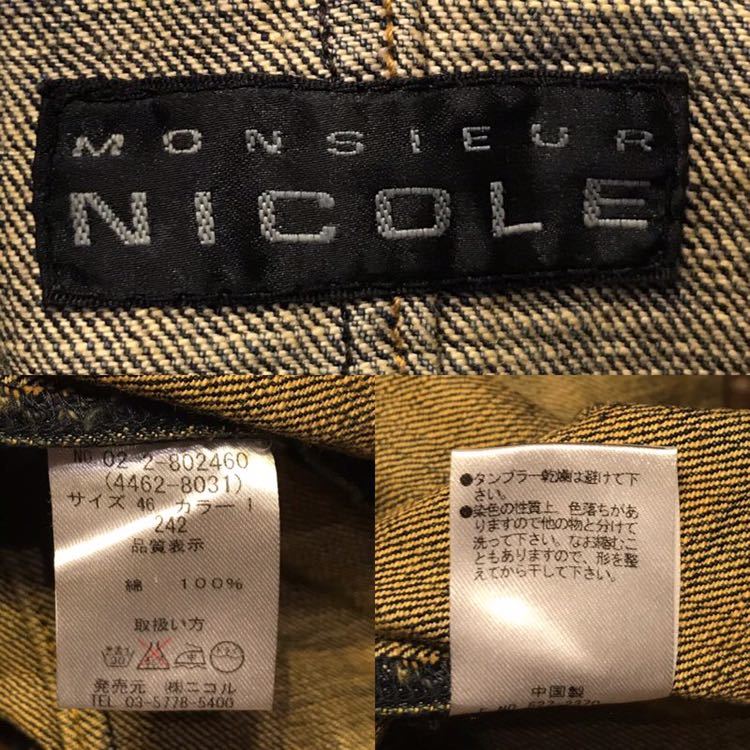 MONSIEUR
NICOLE
NO 02-2-802460
(4462-8031)
サイズ 46 カラー 1
242
品質表示
綿 100%
取扱い方
発売元 ㈱ニコル
TEL 03-5778-5400
●タンブラー乾燥は避けて下
さい。
●染色の性質上、色落ちがあ
りますので他の物と分けて
洗って下さい。なお縮むこ
ともありますので、形を整
えてから干して下さい。
中国製